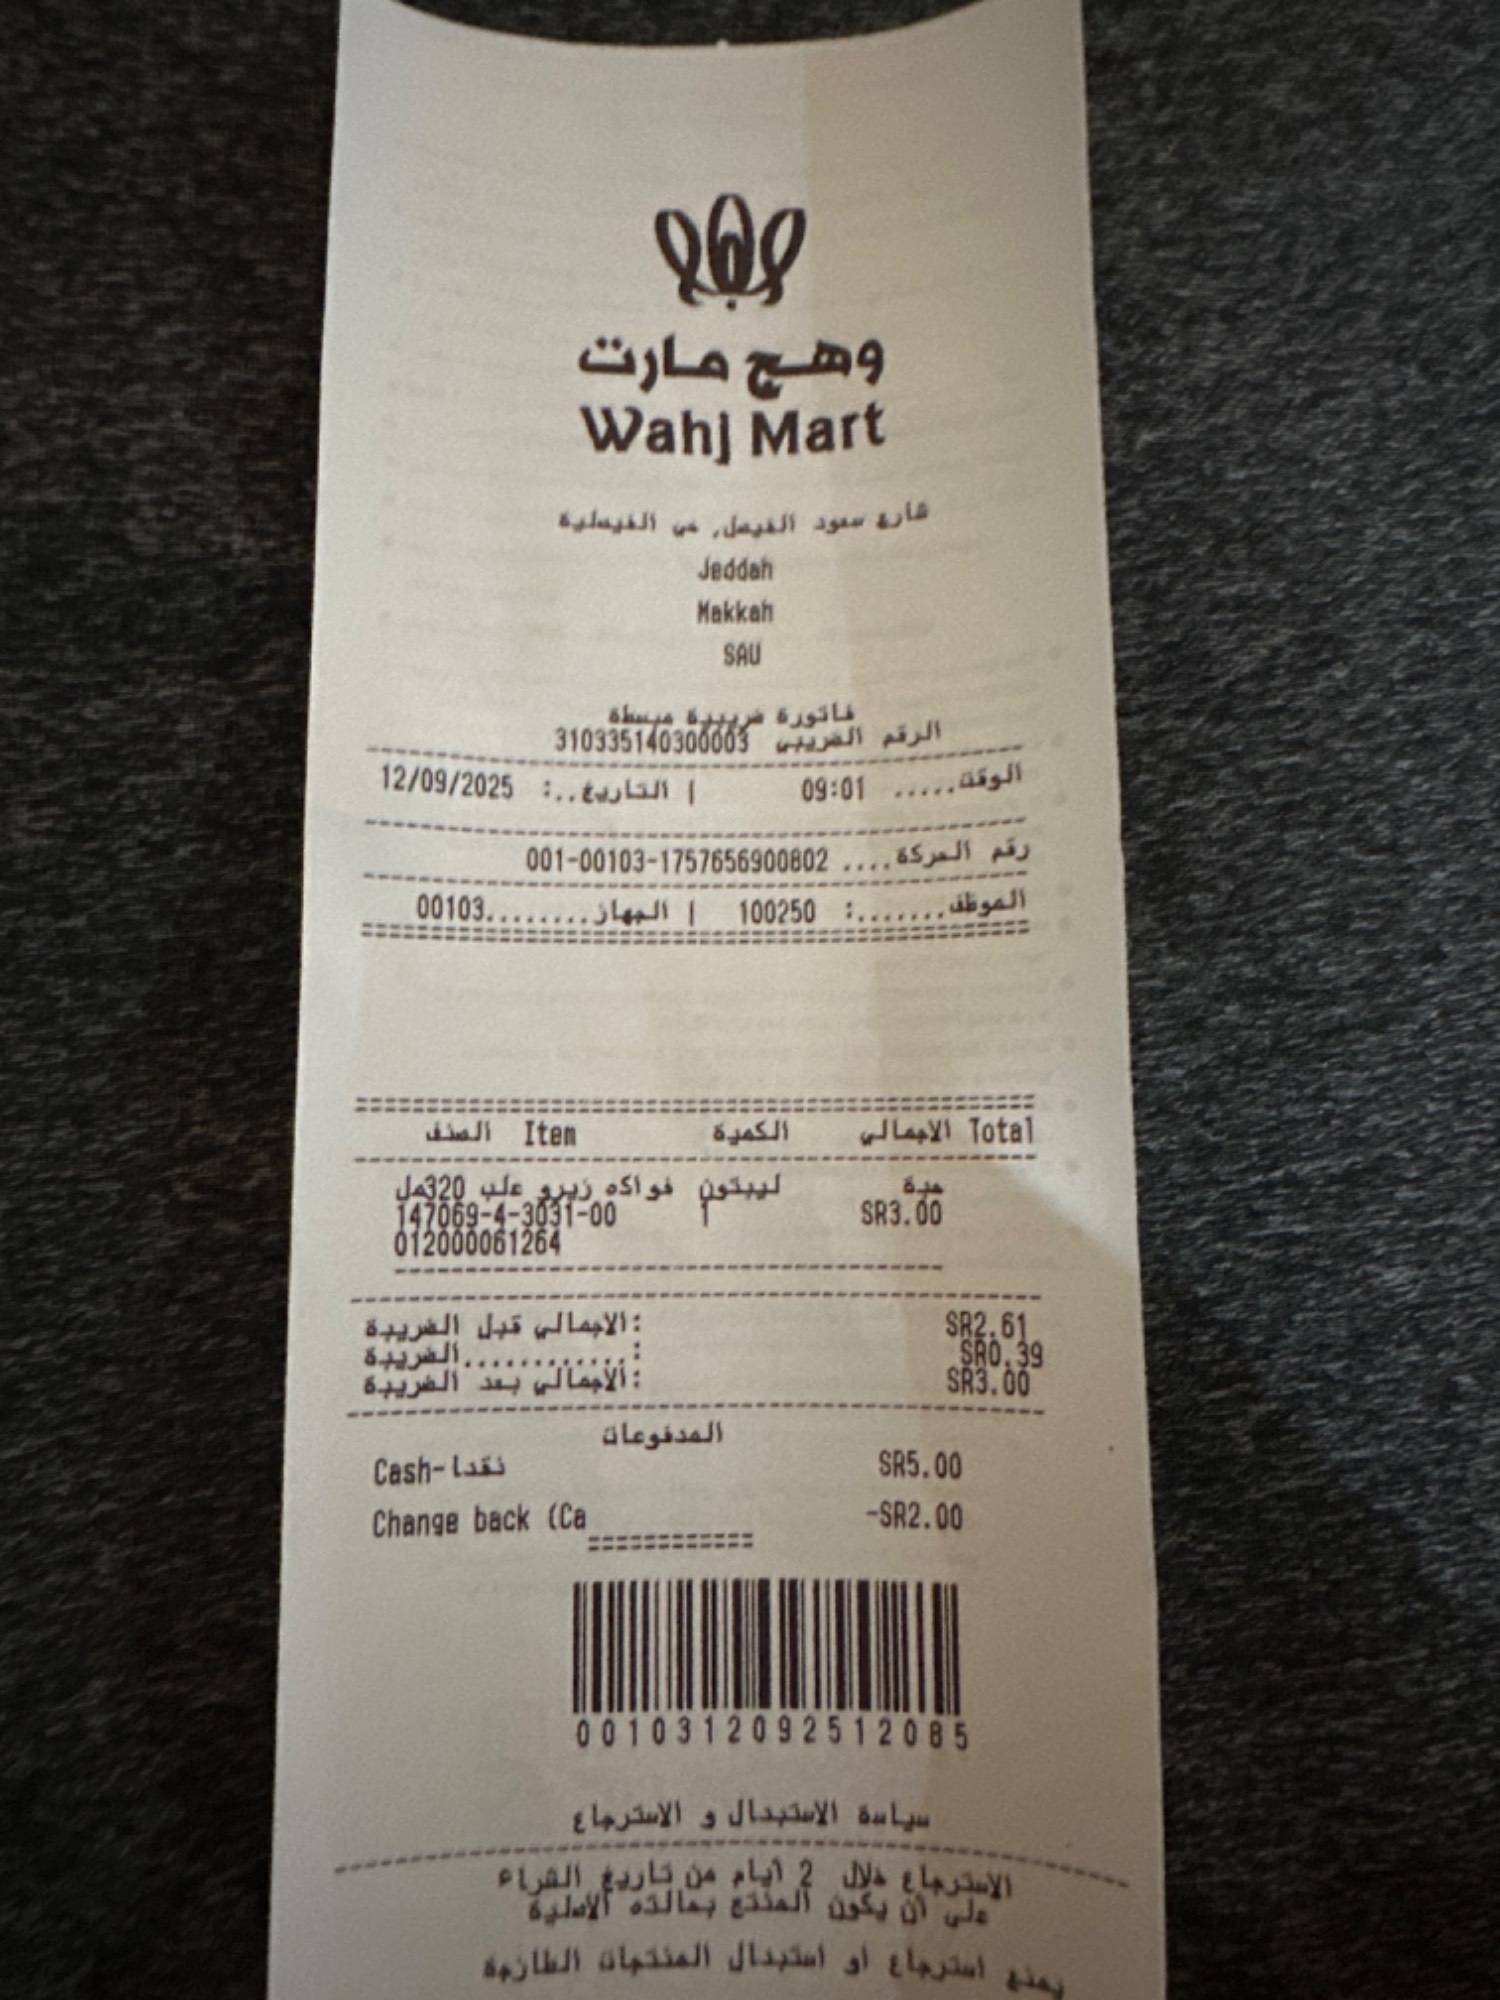 وهج مارت
Wahj Mart
شارع سعود الفيصل, حي الفيصلية
Jeddah
Makkah
SAU
فاتورة ضريبية مبسطة
الرقم الضريبي 310335140300003
الوقت..... 09:01 | التاريخ..: 12/09/2025
رقم الحركة.... 001-00103-1757656900802
الموظف.......: 100250 | الجهاز........00103
الصنف Item الكمية الاجمالي Total
ليبتون فواكه زيرو علب 320مل حبة
147069-4-3031-00 1 SR3.00
012000061264
الاجمالي قبل الضريبة: SR2.61
الضريبة............: SR0.39
الاجمالي بعد الضريبة: SR3.00
المدفوعات
Cash-نقدا SR5.00
Change back (Ca -SR2.00
0010312092512085
سياسة الاستبدال و الاسترجاع
الاسترجاع خلال 2 أيام من تاريخ الشراء
على أن يكون المنتج بحالته الأصلية
يمنع استرجاع أو استبدال المنتجات الطازجة